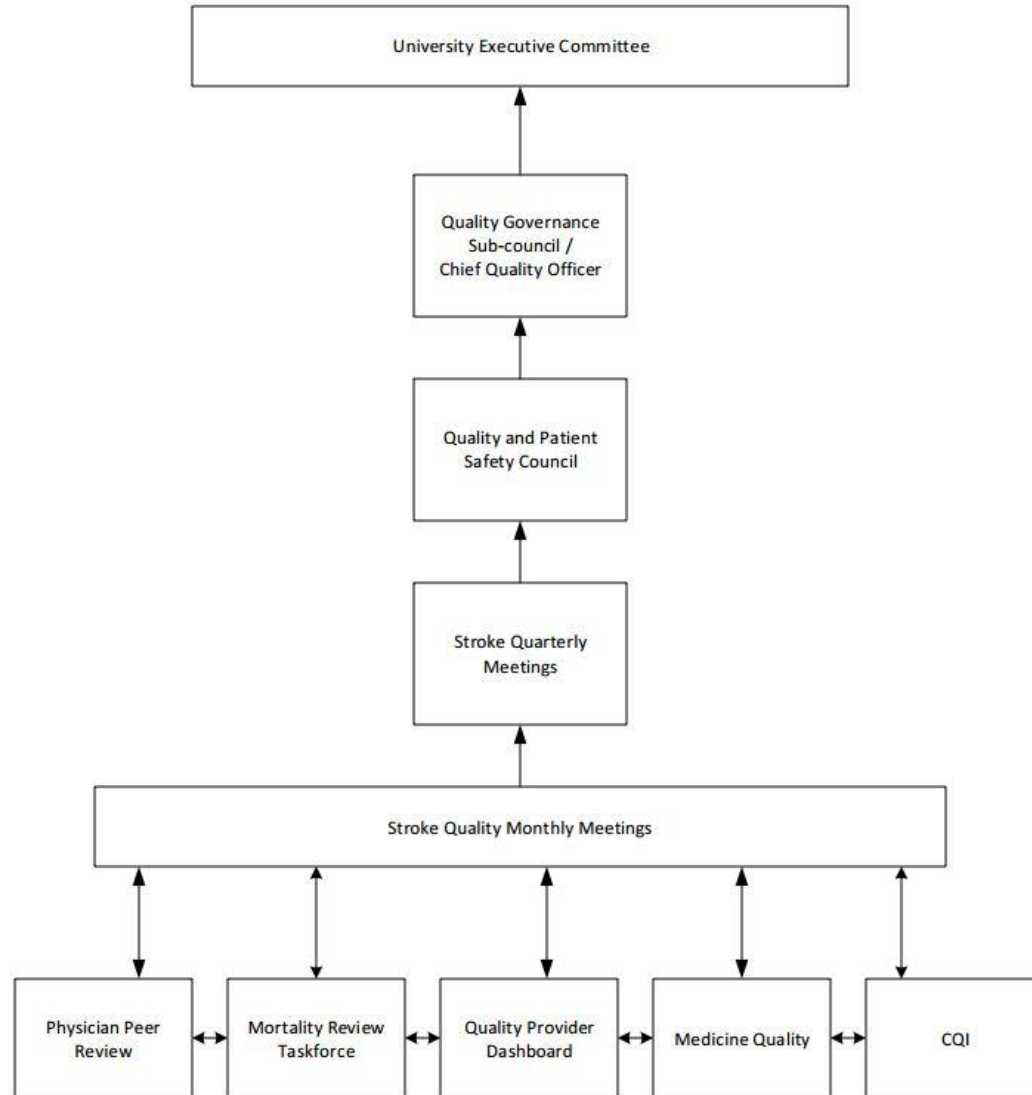 University Executive Committee
Quality Governance
Sub-council /
Chief Quality Officer
Quality and Patient
Safety Council
Stroke Quarterly
Meetings
Stroke Quality Monthly Meetings
Physician Peer
Review
Mortality Review
Taskforce
Quality Provider
Dashboard
Medicine Quality
CQI